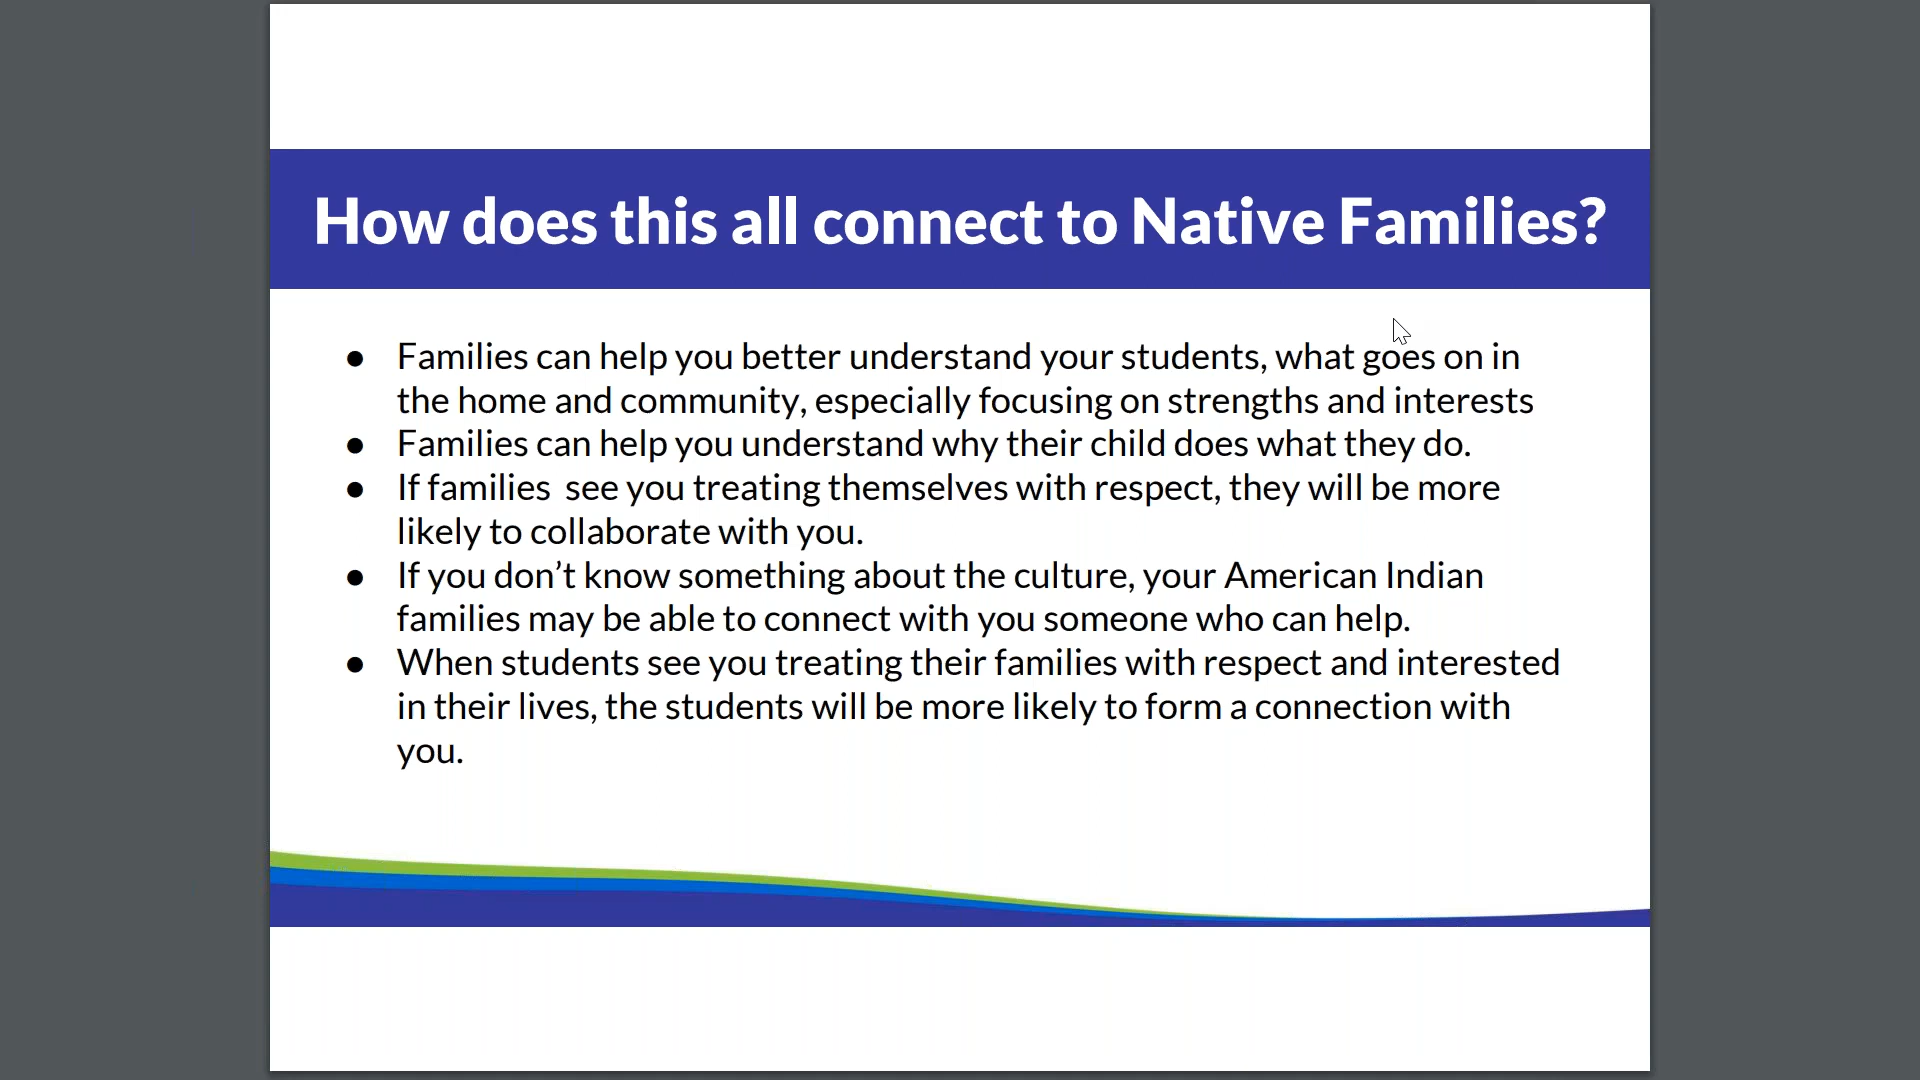 How does this all connect to Native Families?
● Families can help you better understand your students, what goes on in
the home and community, especially focusing on strengths and interests
● Families can help you understand why their child does what they do.
● If families  see you treating themselves with respect, they will be more
likely to collaborate with you.
● If you don’t know something about the culture, your American Indian
families may be able to connect with you someone who can help.
● When students see you treating their families with respect and interested
in their lives, the students will be more likely to form a connection with
you.